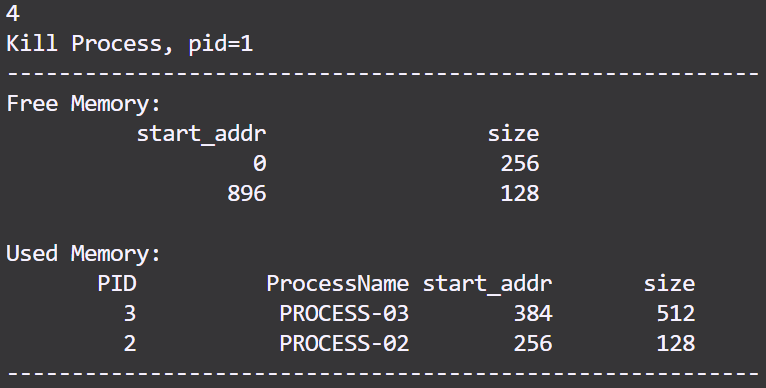 4
Kill Process, pid=1
----------------------------------------------------------
Free Memory:
          start_addr                 size
                   0                  256
                 896                  128

Used Memory:
       PID          ProcessName start_addr       size
         3           PROCESS-03        384        512
         2           PROCESS-02        256        128
----------------------------------------------------------